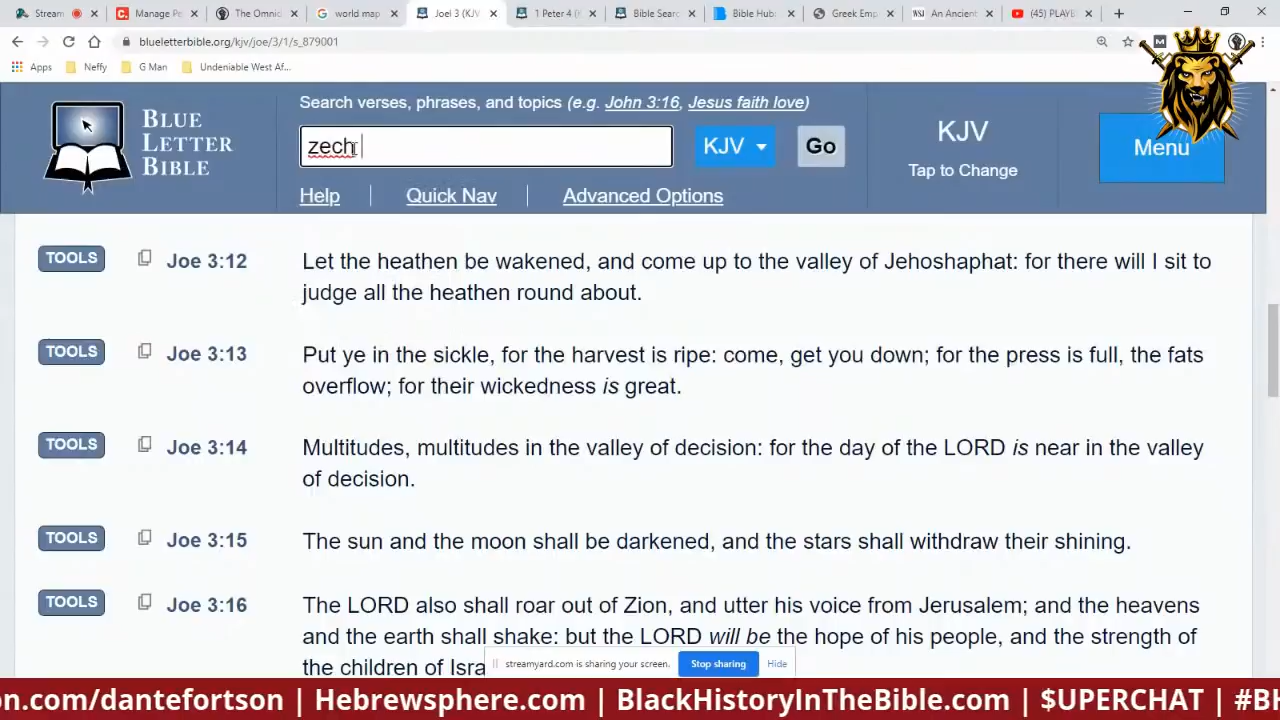 Stream
Manage Pe
The Omnic
world map
Joel 3 (KJV
1 Peter 4 (K
Bible Searc
Bible Hub:
Greek Emp
WSJ An Ancient
(45) PLAYB
blueletterbible.org/kjv/joe/3/1/s_879001
Apps Neffy G Man Undeniable West Af...
BLUE
LETTER
BIBLE
Search verses, phrases, and topics (e.g. John 3:16, Jesus faith love)
zech
KJV
Go
Help
Quick Nav
Advanced Options
KJV
Tap to Change
Menu
TOOLS Joe 3:12 Let the heathen be wakened, and come up to the valley of Jehoshaphat: for there will I sit to
judge all the heathen round about.
TOOLS Joe 3:13 Put ye in the sickle, for the harvest is ripe: come, get you down; for the press is full, the fats
overflow; for their wickedness is great.
TOOLS Joe 3:14 Multitudes, multitudes in the valley of decision: for the day of the LORD is near in the valley
of decision.
TOOLS Joe 3:15 The sun and the moon shall be darkened, and the stars shall withdraw their shining.
TOOLS Joe 3:16 The LORD also shall roar out of Zion, and utter his voice from Jerusalem; and the heavens
and the earth shall shake: but the LORD will be the hope of his people, and the strength of
the children of Isra
streamyard.com is sharing your screen. Stop sharing Hide
on.com/dantefortson | Hebrewsphere.com | BlackHistoryInTheBible.com | $UPERCHAT | #BH